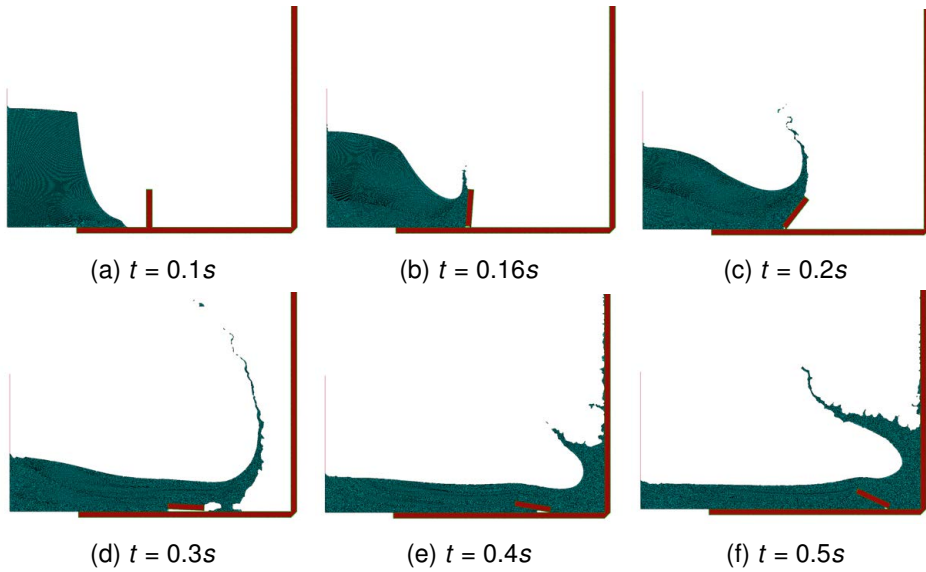 (a) t = 0.1s
(b) t = 0.16s
(c) t = 0.2s
(d) t = 0.3s
(e) t = 0.4s
(f) t = 0.5s